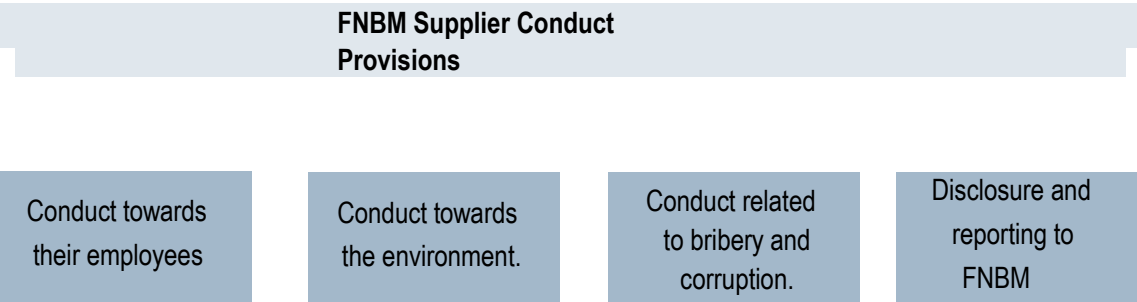 FNBM Supplier Conduct
Provisions
Conduct towards
their employees
Conduct towards
the environment.
Conduct related
to bribery and
corruption.
Disclosure and
reporting to
FNBM